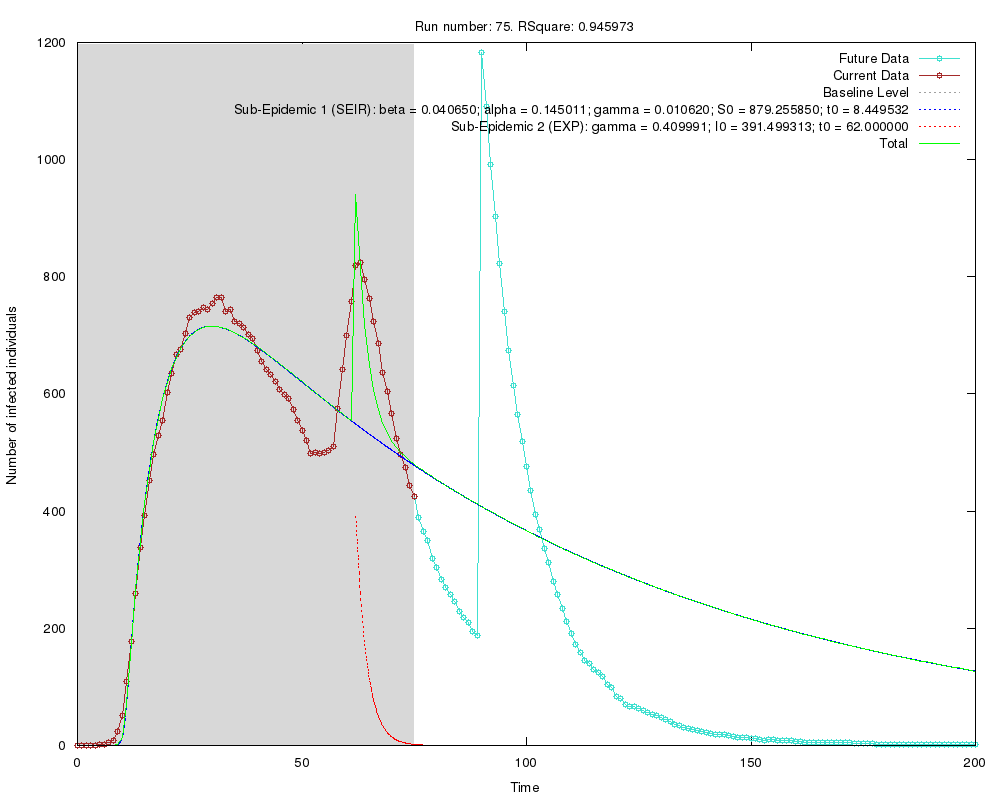 Run number: 75. RSquare: 0.945973
1200
1000
800
600
400
200
0
Number of infected individuals
Future Data
Current Data
Baseline Level
Sub-Epidemic 1 (SEIR): beta = 0.040650; alpha = 0.145011; gamma = 0.010620; S0 = 879.255850; t0 = 8.449532
Sub-Epidemic 2 (EXP): gamma = 0.409991; I0 = 391.499313; t0 = 62.000000
Total
0
50
100
150
200
Time